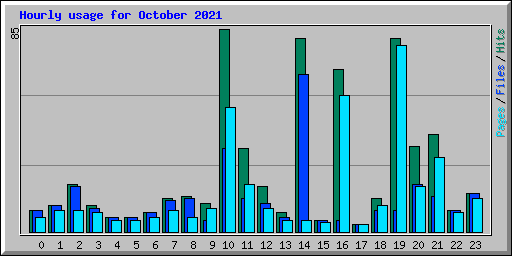 Hourly usage for October 2021
85
Pages/Files/Hits
0 1 2 3 4 5 6 7 8 9 10 11 12 13 14 15 16 17 18 19 20 21 22 23